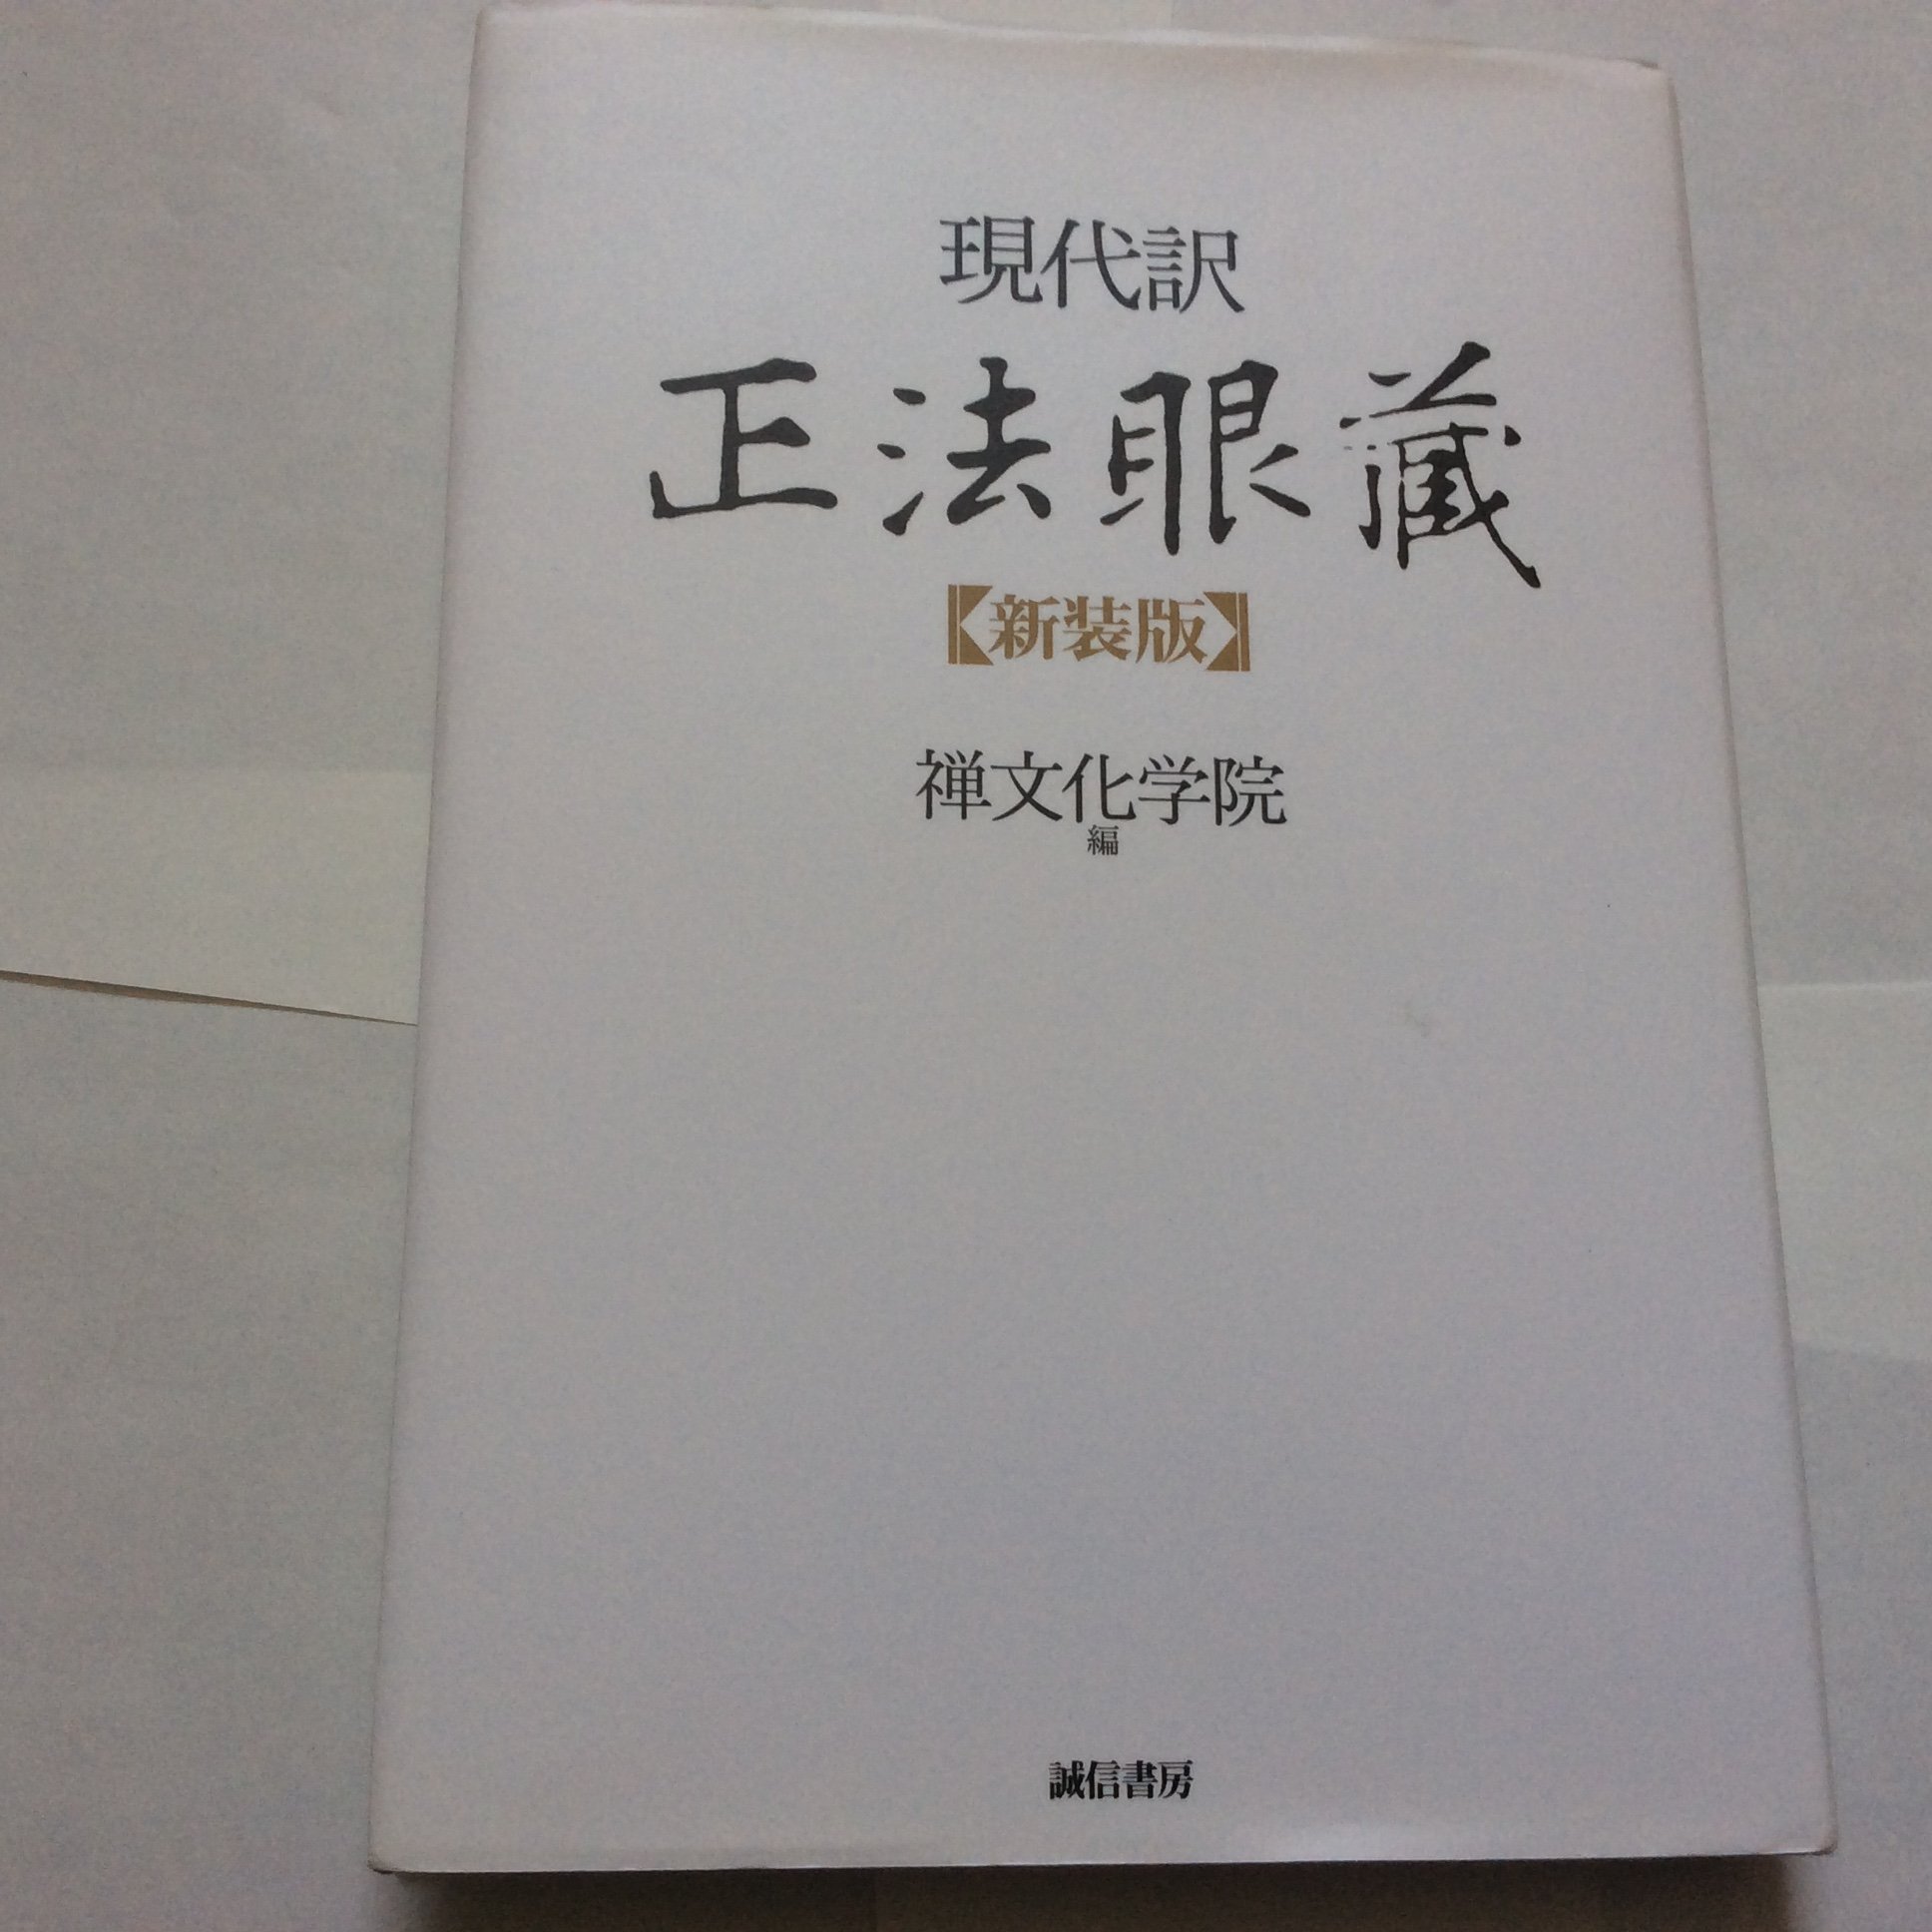 現代訳
正法眼蔵
【新装版】
禅文化学院
編
誠信書房